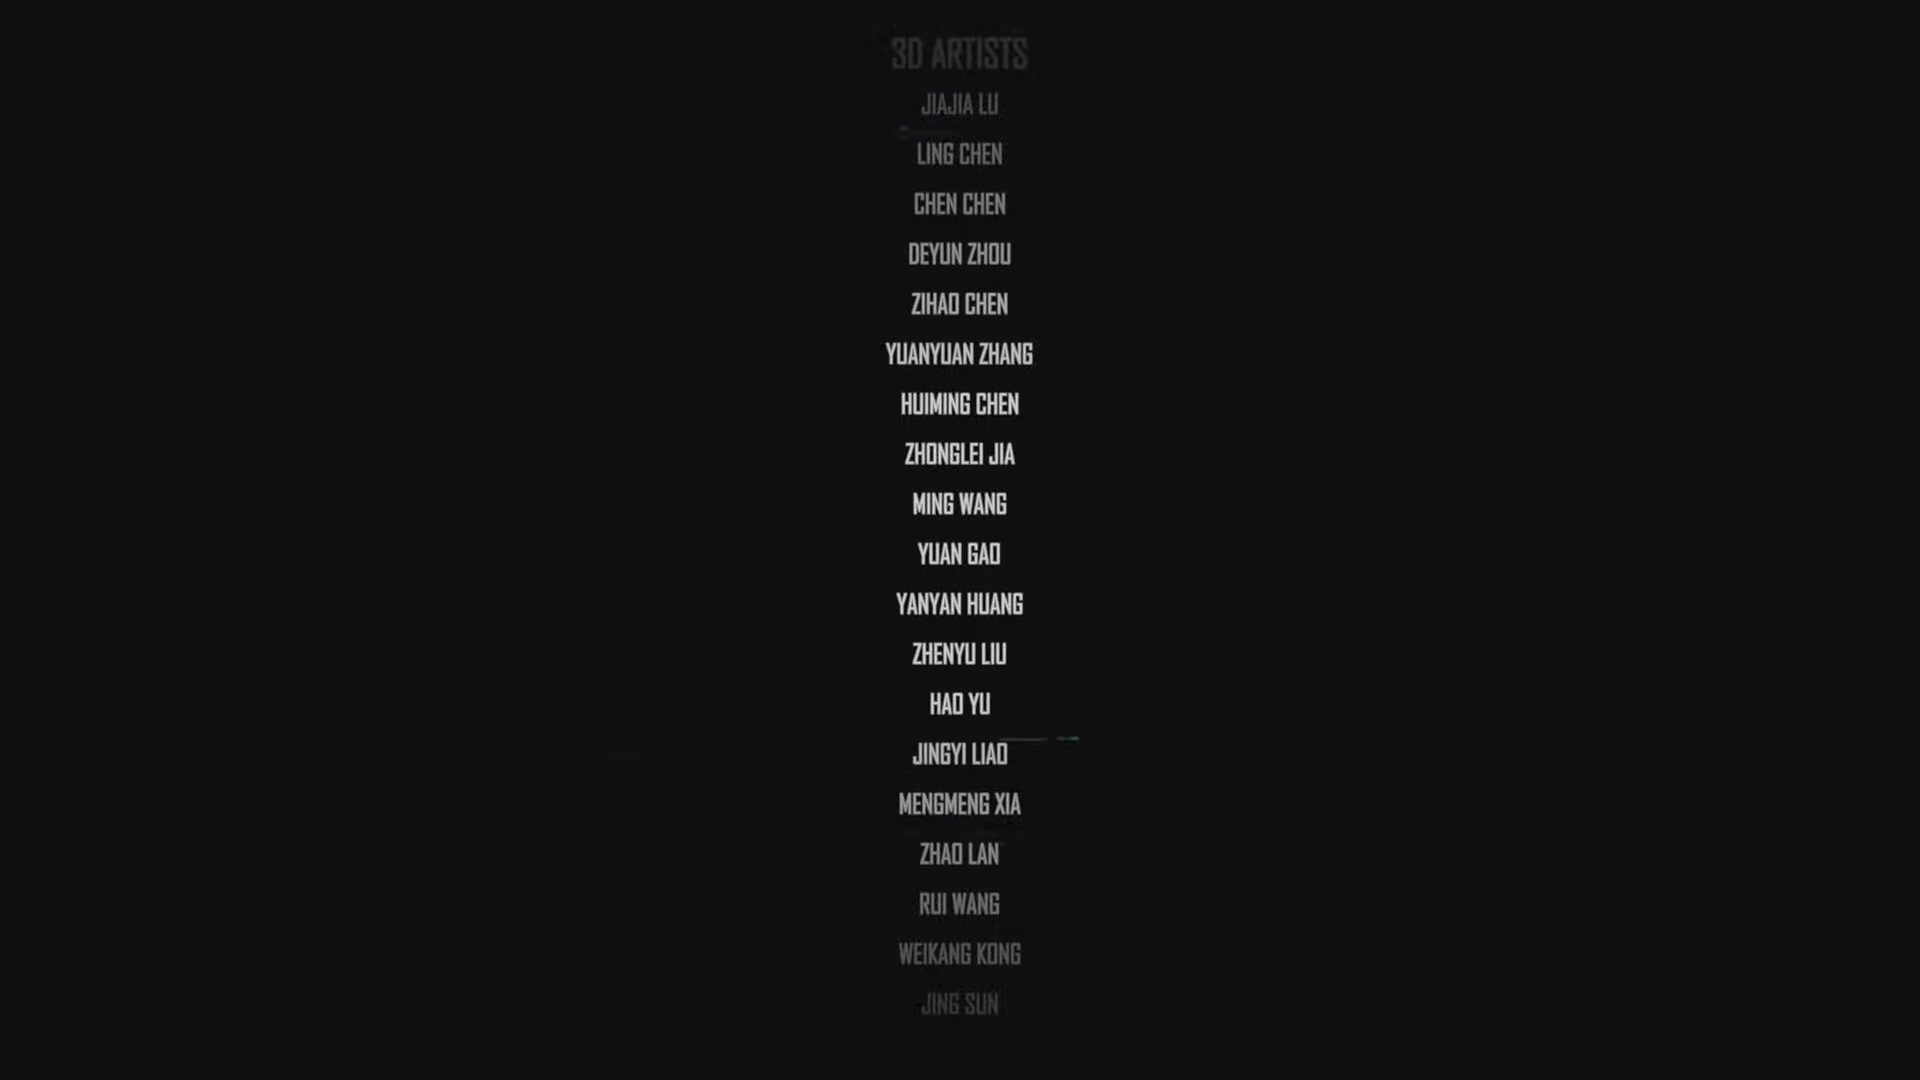 3D ARTISTS
JIAJIA LU
LING CHEN
CHEN CHEN
DEYUN ZHOU
ZIHAO CHEN
YUANYUAN ZHANG
HUIMING CHEN
ZHONGLEI JIA
MING WANG
YUAN GAO
YANYAN HUANG
ZHENYU LIU
HAO YU
JINGYI LIAO
MENGMENG XIA
ZHAO LAN
RUI WANG
WEIKANG KONG
JING SUN